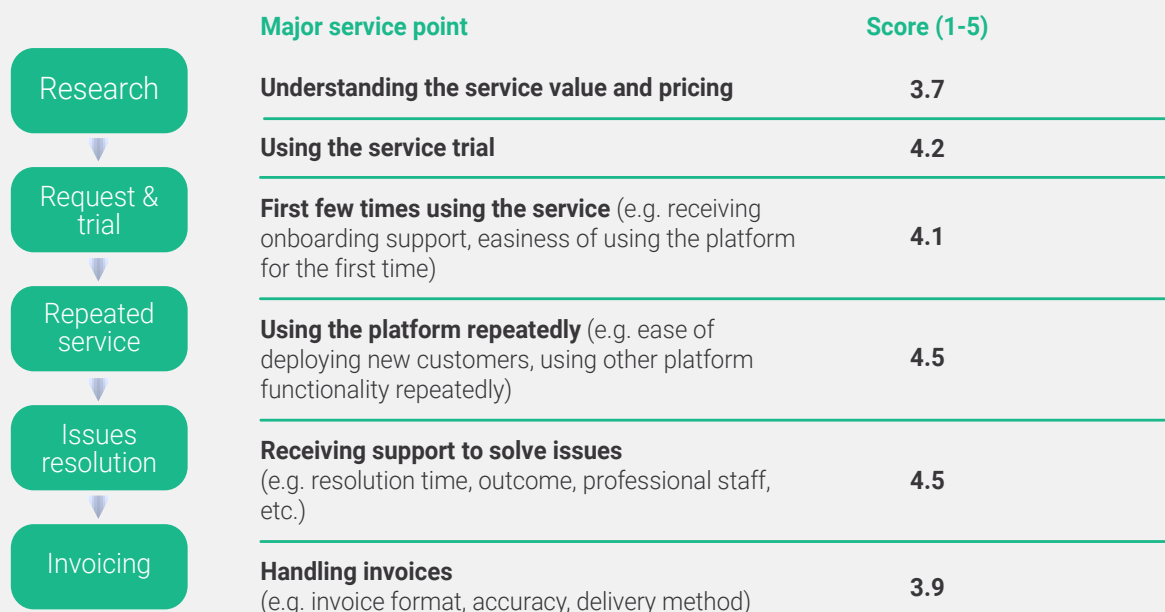 Major service point Score (1-5)
Research
Understanding the service value and pricing 3.7
Using the service trial 4.2
Request &
trial
First few times using the service (e.g. receiving
onboarding support, easiness of using the platform
for the first time)
4.1
Repeated
service
Using the platform repeatedly (e.g. ease of
deploying new customers, using other platform
functionality repeatedly)
4.5
Issues
resolution
Receiving support to solve issues
(e.g. resolution time, outcome, professional staff,
etc.)
4.5
Invoicing
Handling invoices
(e.g. invoice format, accuracy, delivery method)
3.9